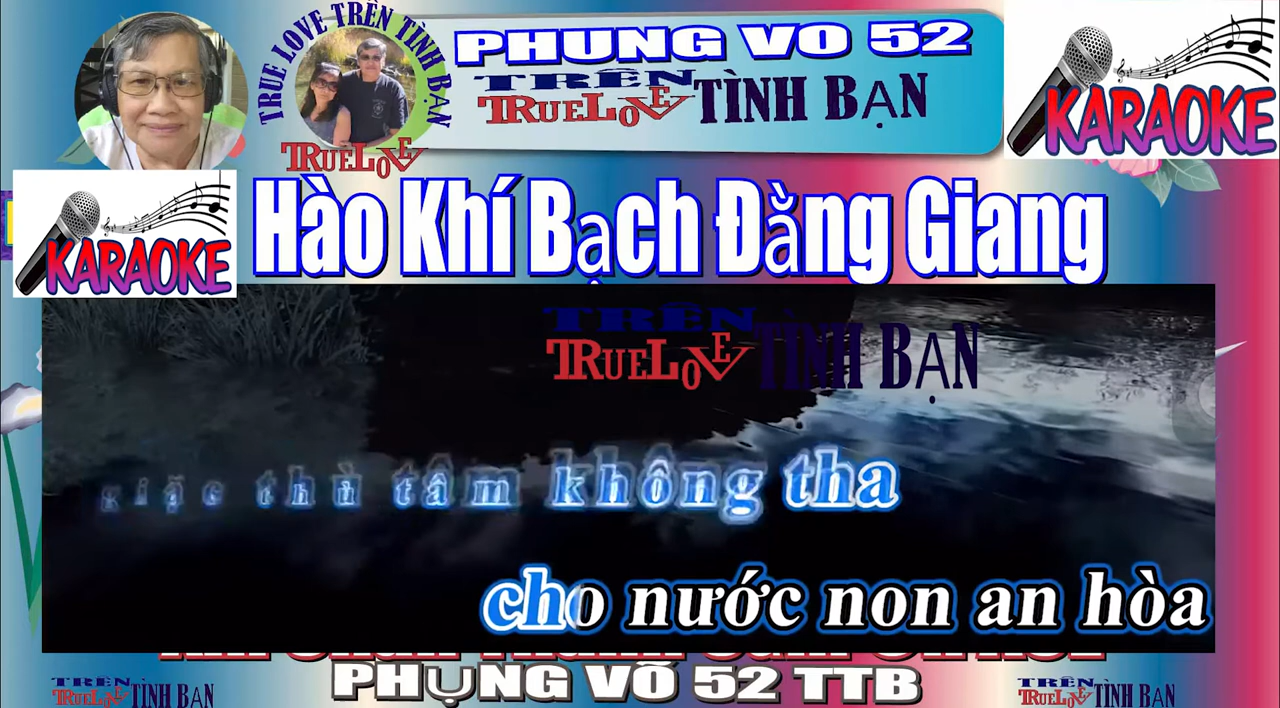 TRUE LOVE TRÊN TÌNH BẠN
TRUELOVE
PHUNG VO 52
TRÊN
TRUELOVE TÌNH BẠN
KARAOKE
KARAOKE
Hào Khí Bạch Đằng Giang
TRÊN
TRUELOVE TÌNH BẠN
giặc thù tâm không tha
cho nước non an hòa
PHỤNG VÕ 52 TTB
TRÊN
TRUELOVE TÌNH BẠN
TRÊN
TRUELOVE TÌNH BẠN